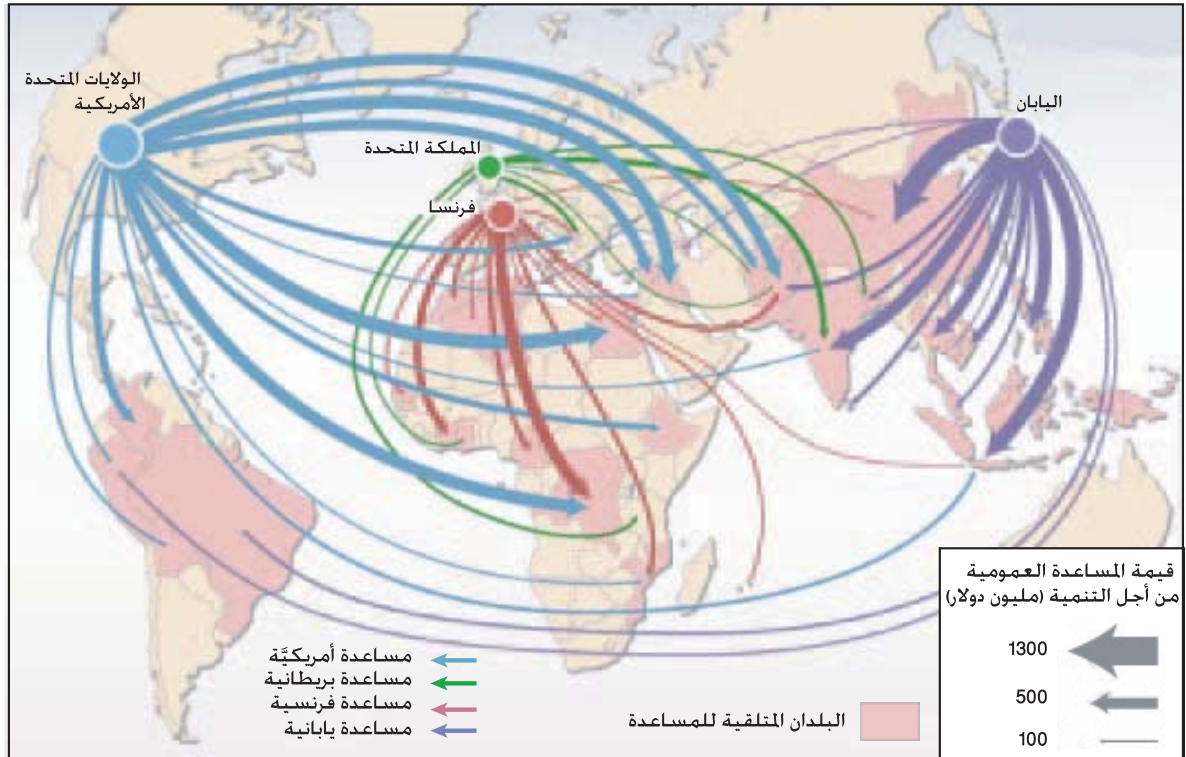 الولايات المتحدة
الأمريكية
اليابان
المملكة المتحدة
فرنسا
قيمة المساعدة العمومية
من أجل التنمية (مليون دولار)
1300
500
100
مساعدة أمريكيَّة
مساعدة بريطانية
مساعدة فرنسية
مساعدة يابانية
البلدان المتلقية للمساعدة